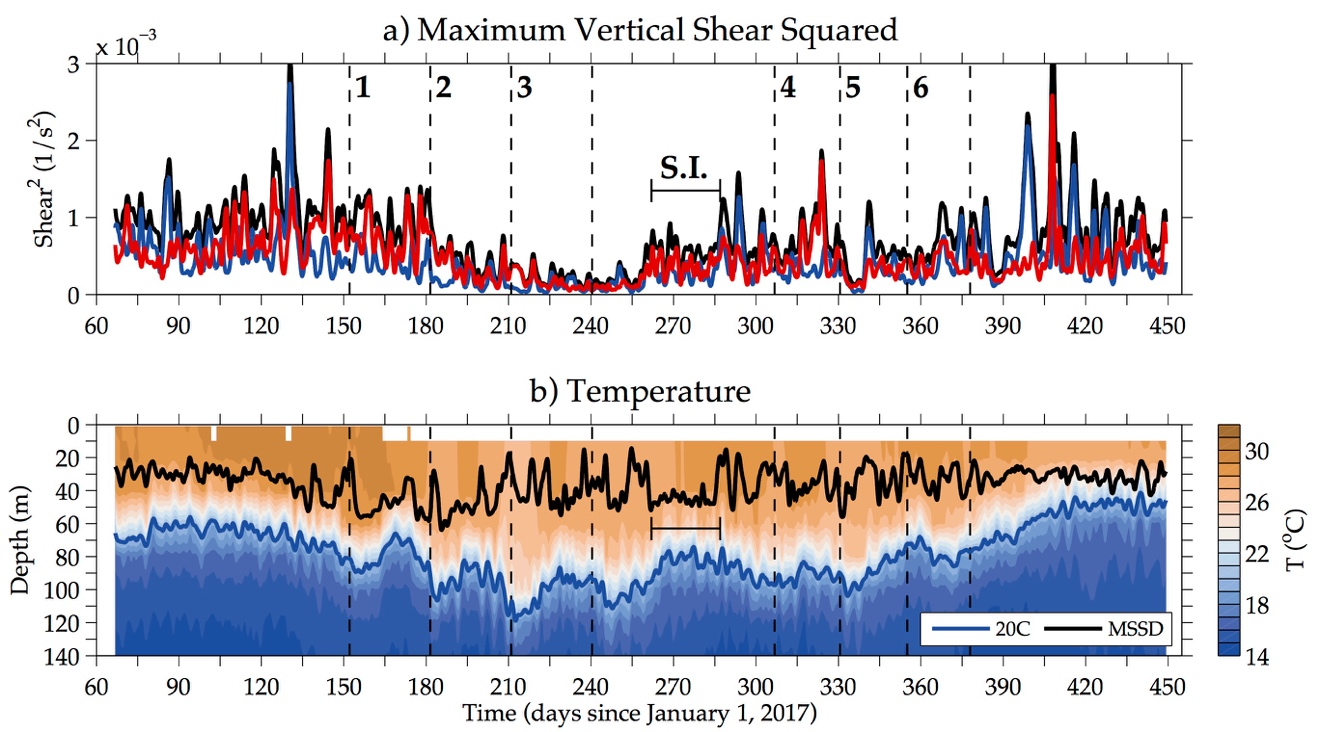 a) Maximum Vertical Shear Squared
x 10⁻³
3
2
1
0
Shear² (1/s²)
1 2 3 4 5 6
S.I.
60 90 120 150 180 210 240 270 300 330 360 390 420 450
b) Temperature
0
20
40
60
80
100
120
140
Depth (m)
20C MSSD
30
26
22
18
14
T (°C)
60 90 120 150 180 210 240 270 300 330 360 390 420 450
Time (days since January 1, 2017)